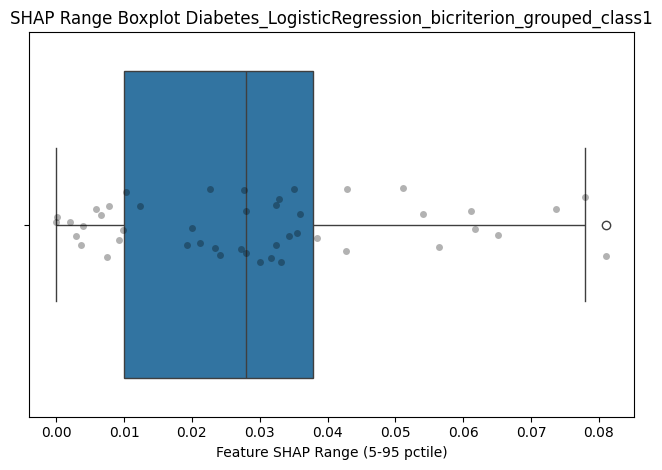 SHAP Range Boxplot Diabetes_LogisticRegression_bicriterion_grouped_class1
0.00 0.01 0.02 0.03 0.04 0.05 0.06 0.07 0.08
Feature SHAP Range (5-95 pctile)